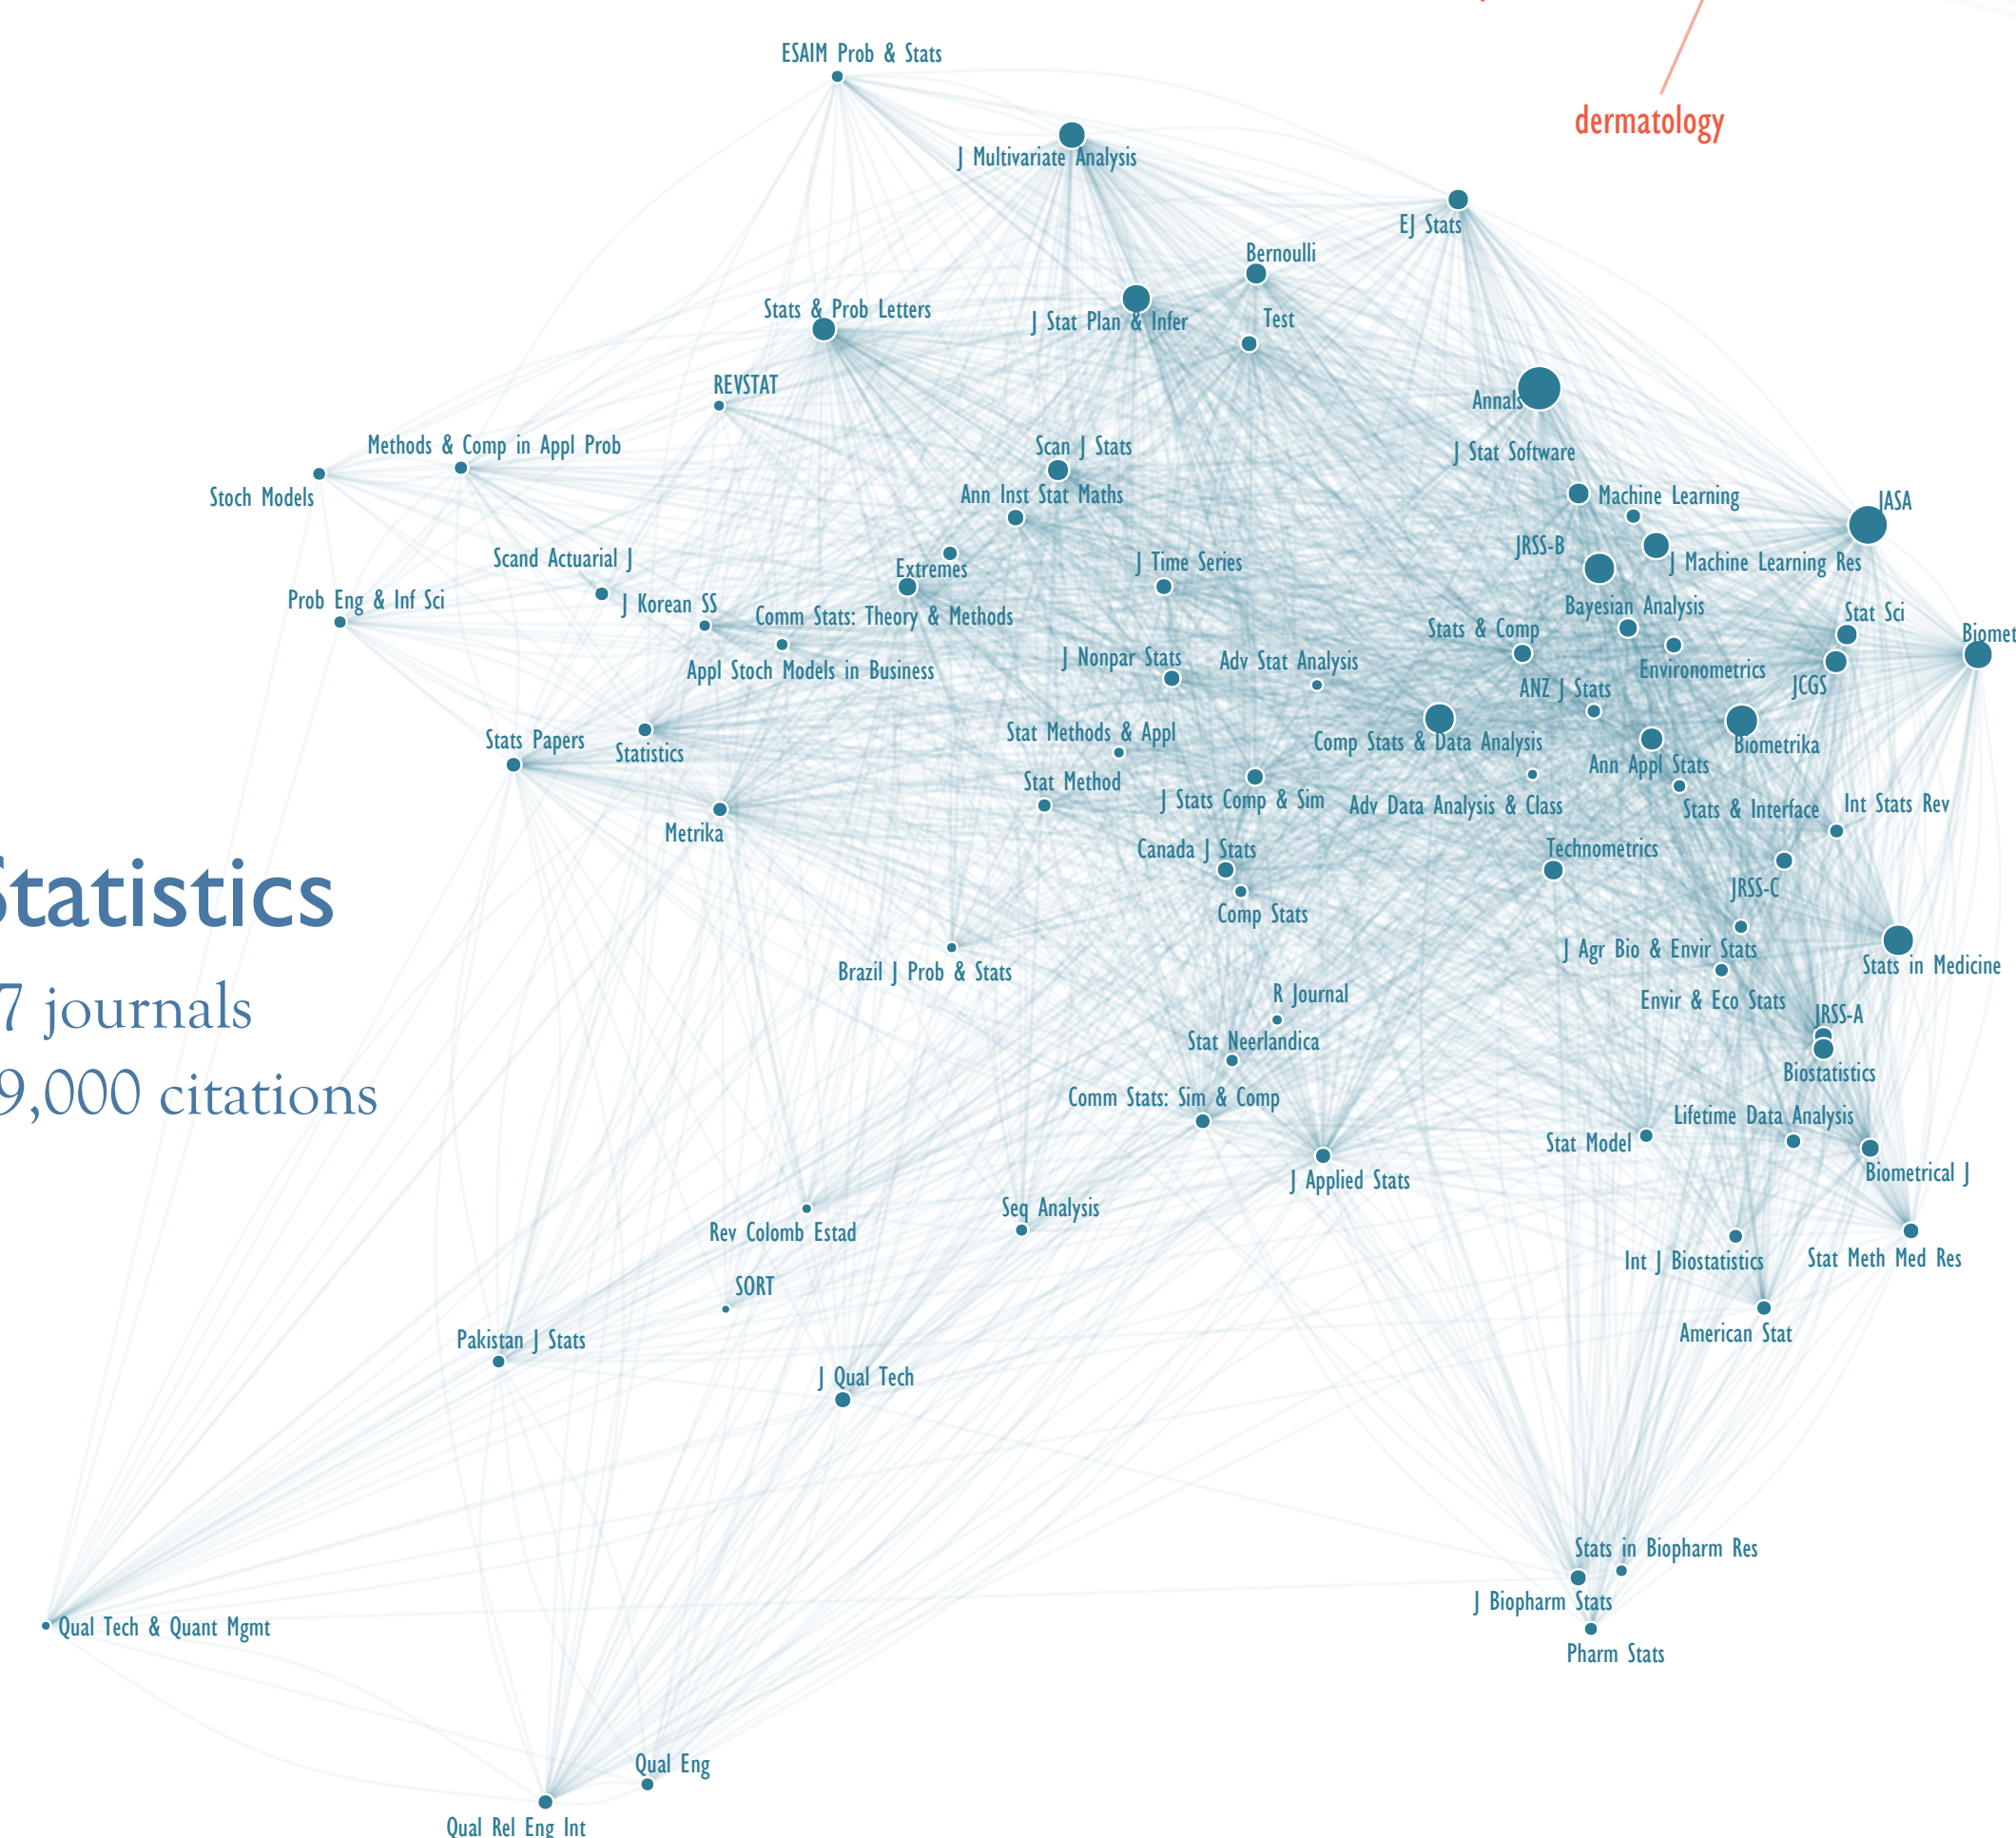 ESAIM Prob & Stats
dermatology
J Multivariate Analysis
EJ Stats
Bernoulli
Stats & Prob Letters
J Stat Plan & Infer
Test
REVSTAT
Annals
Methods & Comp in Appl Prob
Scan J Stats
J Stat Software
Stoch Models
Ann Inst Stat Maths
Machine Learning
JASA
Scand Actuarial J
Extremes
J Time Series
JRSS-B
J Machine Learning Res
Prob Eng & Inf Sci
J Korean SS
Comm Stats: Theory & Methods
Bayesian Analysis
Stat Sci
Stats & Comp
Biomet
Appl Stoch Models in Business
J Nonpar Stats
Adv Stat Analysis
Environometrics
ANZ J Stats
JCGS
Stats Papers
Statistics
Stat Methods & Appl
Comp Stats & Data Analysis
Biometrika
Ann Appl Stats
Stat Method
J Stats Comp & Sim
Adv Data Analysis & Class
Stats & Interface
Int Stats Rev
Metrika
Canada J Stats
Technometrics
JRSS-C
Statistics
Comp Stats
J Agr Bio & Envir Stats
Stats in Medicine
Brazil J Prob & Stats
R Journal
Envir & Eco Stats
7 journals
JRSS-A
Stat Neerlandica
Biostatistics
9,000 citations
Comm Stats: Sim & Comp
Lifetime Data Analysis
Stat Model
J Applied Stats
Biometrical J
Seq Analysis
Rev Colomb Estad
Int J Biostatistics
Stat Meth Med Res
SORT
American Stat
Pakistan J Stats
J Qual Tech
Stats in Biopharm Res
J Biopharm Stats
Qual Tech & Quant Mgmt
Pharm Stats
Qual Eng
Qual Rel Eng Int